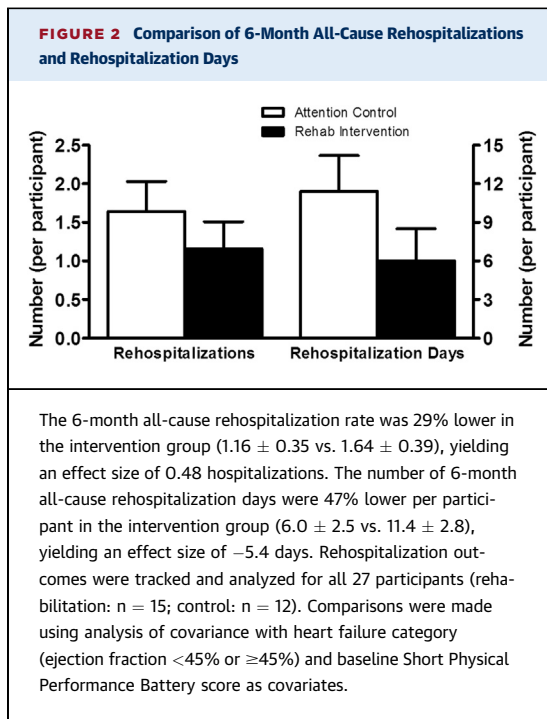 FIGURE 2 Comparison of 6-Month All-Cause Rehospitalizations
and Rehospitalization Days
Attention Control
Rehab Intervention
Number (per participant)
2.5
2.0
1.5
1.0
0.5
0.0
Rehospitalizations
Rehospitalization Days
15
12
9
6
3
0
Number (per participant)
The 6-month all-cause rehospitalization rate was 29% lower in
the intervention group (1.16 ± 0.35 vs. 1.64 ± 0.39), yielding
an effect size of 0.48 hospitalizations. The number of 6-month
all-cause rehospitalization days were 47% lower per partici-
pant in the intervention group (6.0 ± 2.5 vs. 11.4 ± 2.8),
yielding an effect size of −5.4 days. Rehospitalization out-
comes were tracked and analyzed for all 27 participants (reha-
bilitation: n = 15; control: n = 12). Comparisons were made
using analysis of covariance with heart failure category
(ejection fraction <45% or ≥45%) and baseline Short Physical
Performance Battery score as covariates.